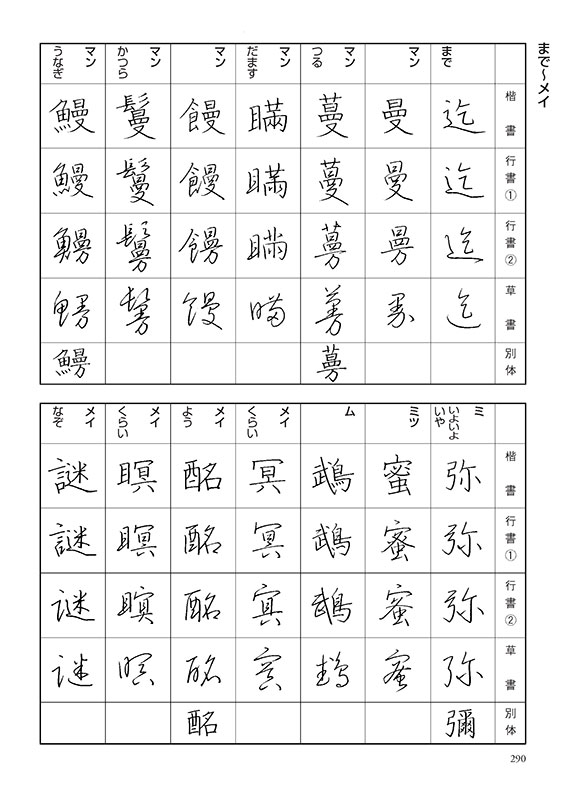 まで～メイ
楷書 行書① 行書② 草書 別体
まで 迄 迄 迄 迄
マン 曼 曼 曼 曼
マン つる 蔓 蔓 蔓 蔓 蔓
マン だます 瞞 瞞 瞞 瞞
マン 饅 饅 饅 饅
マン かつら 鬘 鬘 鬘 鬘
マン うなぎ 鰻 鰻 鰻 鰻 鰻
楷書 行書① 行書② 草書 別体
ミ いよいよ いや 弥 弥 弥 弥 彌
ミツ 蜜 蜜 蜜 蜜
ム 鵡 鵡 鵡 鵡
メイ くらい 冥 冥 冥 冥
メイ よう 酩 酩 酩 酩 酩
メイ くらい 瞑 瞑 瞑 瞑
メイ なぞ 謎 謎 謎 謎
290